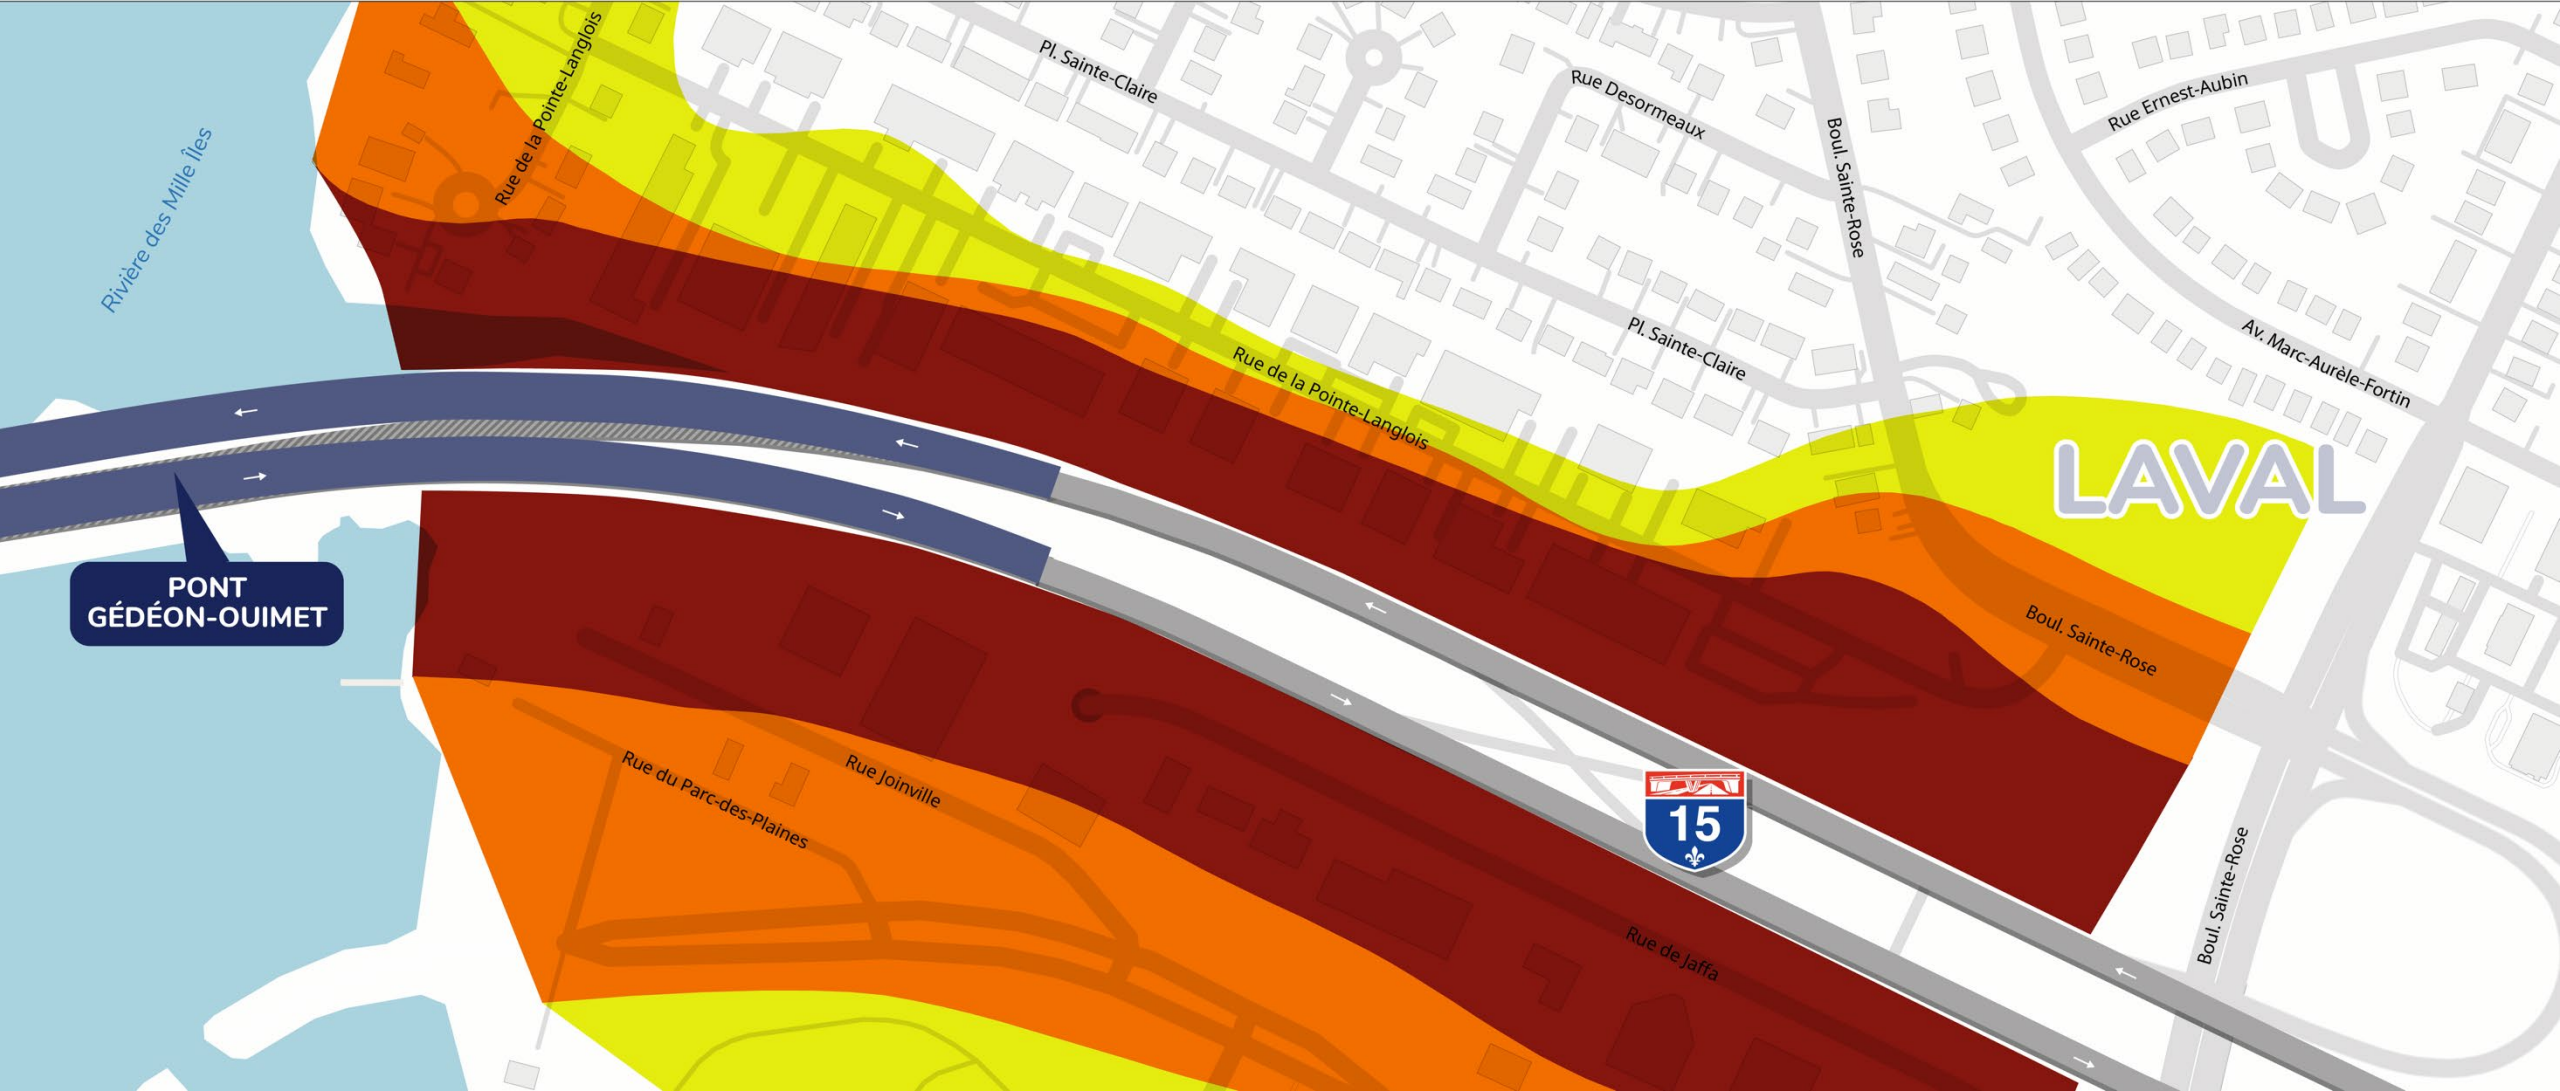 Rue de la Pointe-Langlois
Pl. Sainte-Claire
Rue Desormeaux
Rue Ernest-Aubin
Boul. Sainte-Rose
Rivière des Mille Îles
Pl. Sainte-Claire
Av. Marc-Aurèle-Fortin
Rue de la Pointe-Langlois
LAVAL
PONT
GÉDÉON-OUIMET
Boul. Sainte-Rose
Rue du Parc-des-Plaines
Rue Joinville
15
Boul. Sainte-Rose
Rue de Jaffa